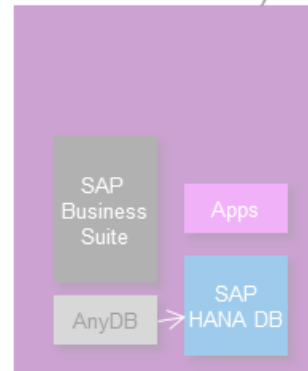 SAP
Business
Suite
Apps
AnyDB
SAP
HANA DB